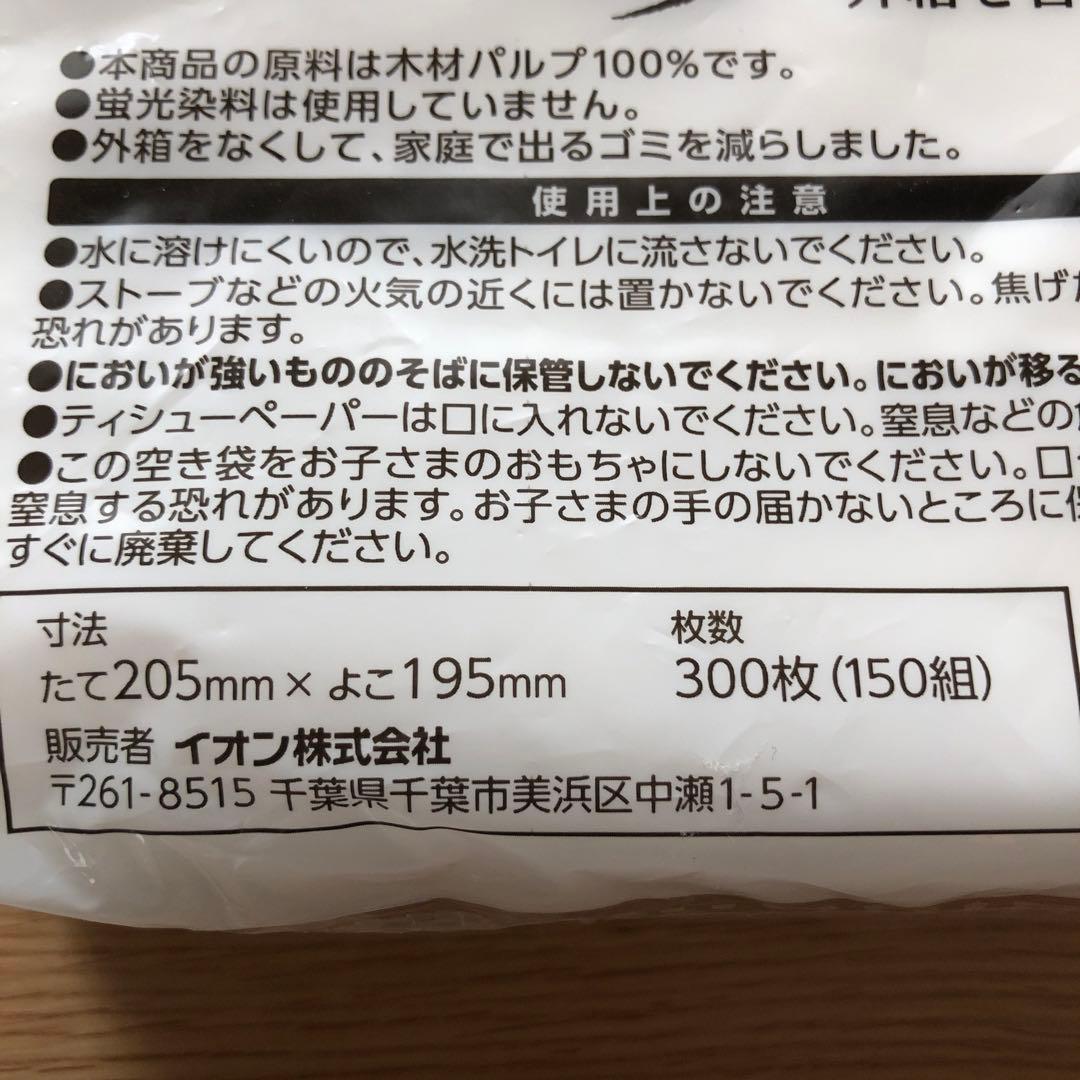 ●本商品の原料は木材パルプ100%です。
●蛍光染料は使用していません。
●外箱をなくして、家庭で出るゴミを減らしました。
使用上の注意
●水に溶けにくいので、水洗トイレに流さないでください。
●ストーブなどの火気の近くには置かないでください。焦げ
恐れがあります。
●においが強いもののそばに保管しないでください。においが移る
●ティシューペーパーは口に入れないでください。窒息などの
●この空き袋をお子さまのおもちゃにしないでください。口
窒息する恐れがあります。お子さまの手の届かないところに
すぐに廃棄してください。
寸法 枚数
たて205mm×よこ195mm 300枚(150組)
販売者 イオン株式会社
〒261-8515 千葉県千葉市美浜区中瀬1-5-1